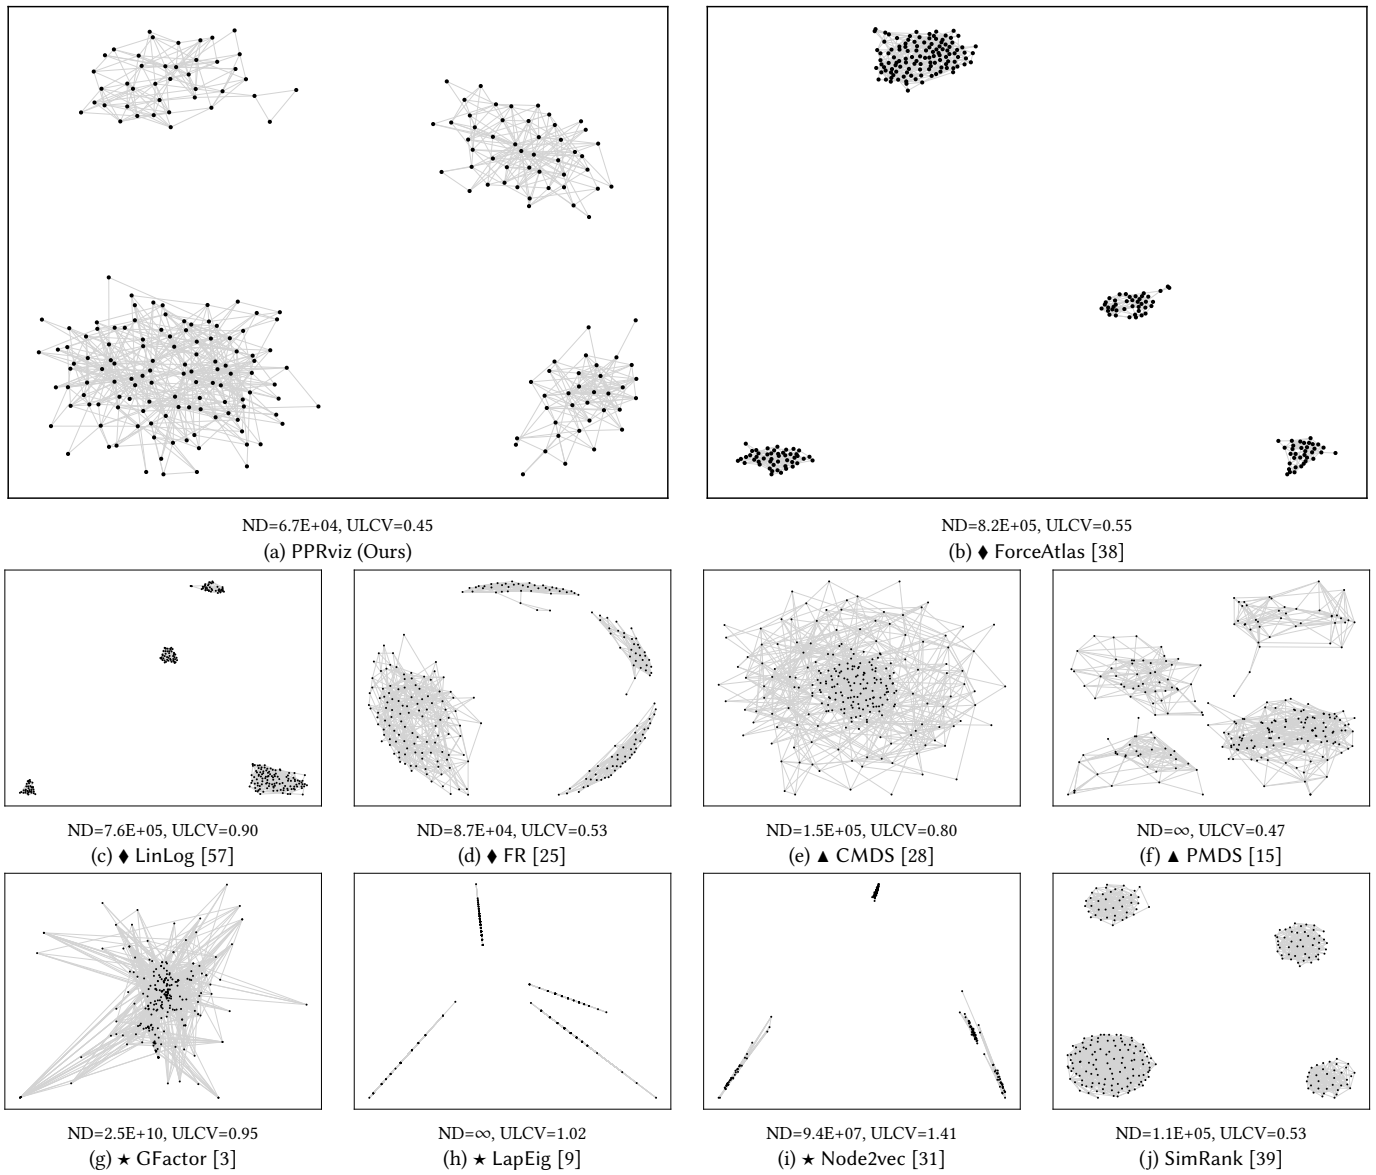 ND=6.7E+04, ULCV=0.45
(a) PPRviz (Ours)
ND=8.2E+05, ULCV=0.55
(b) ♦ ForceAtlas [38]
ND=7.6E+05, ULCV=0.90
(c) ♦ LinLog [57]
ND=8.7E+04, ULCV=0.53
(d) ♦ FR [25]
ND=1.5E+05, ULCV=0.80
(e) ▲ CMDS [28]
ND=∞, ULCV=0.47
(f) ▲ PMDS [15]
ND=2.5E+10, ULCV=0.95
(g) ★ GFactor [3]
ND=∞, ULCV=1.02
(h) ★ LapEig [9]
ND=9.4E+07, ULCV=1.41
(i) ★ Node2vec [31]
ND=1.1E+05, ULCV=0.53
(j) SimRank [39]